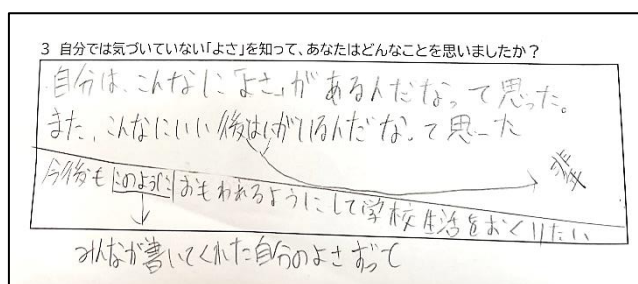 3 自分では気づいていない「よさ」を知って、あなたはどんなことを思いましたか？
自分は、こんなに「よさ」があるんだなって思った。
また、こんなにいい後はいがいるんだなって思った
輩
今後もこのようにおもわれるようにして学校生活をおくりたい
みんなが書いてくれた自分のよさ